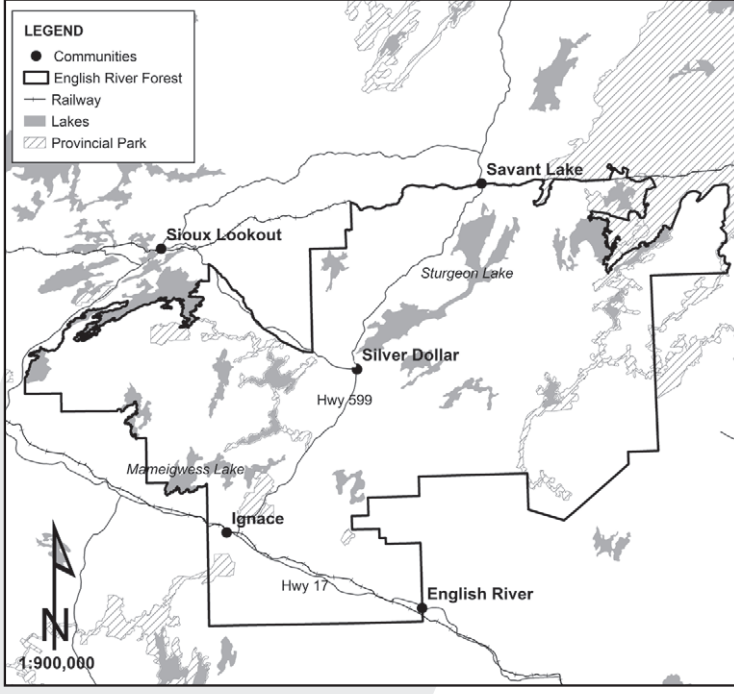 LEGEND
Communities
English River Forest
Railway
Lakes
Provincial Park
Savant Lake
Sioux Lookout
Sturgeon Lake
Silver Dollar
Hwy 599
Mameigwess Lake
Ignace
Hwy 17
English River
N
1:900,000